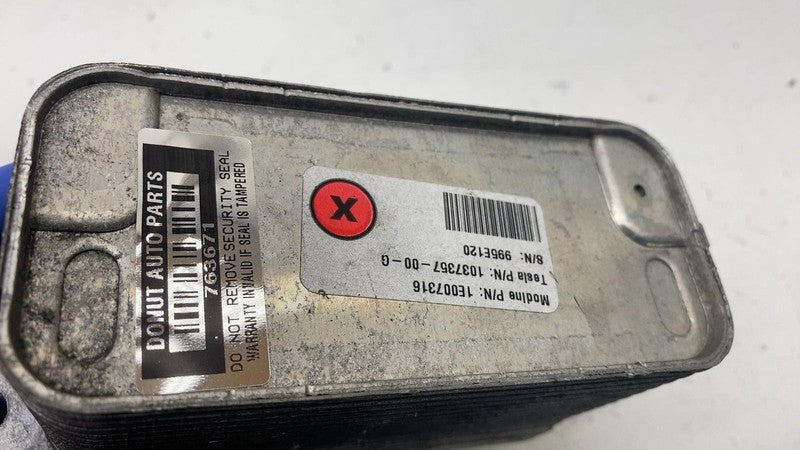 DONUT AUTO PARTS
763671
DO NOT REMOVE SECURITY SEAL
WARRANTY INVALID IF SEAL IS TAMPERED
Modine P/N: 1E007316
Tesla P/N: 1037357-00-G
S/N: 995E120
X